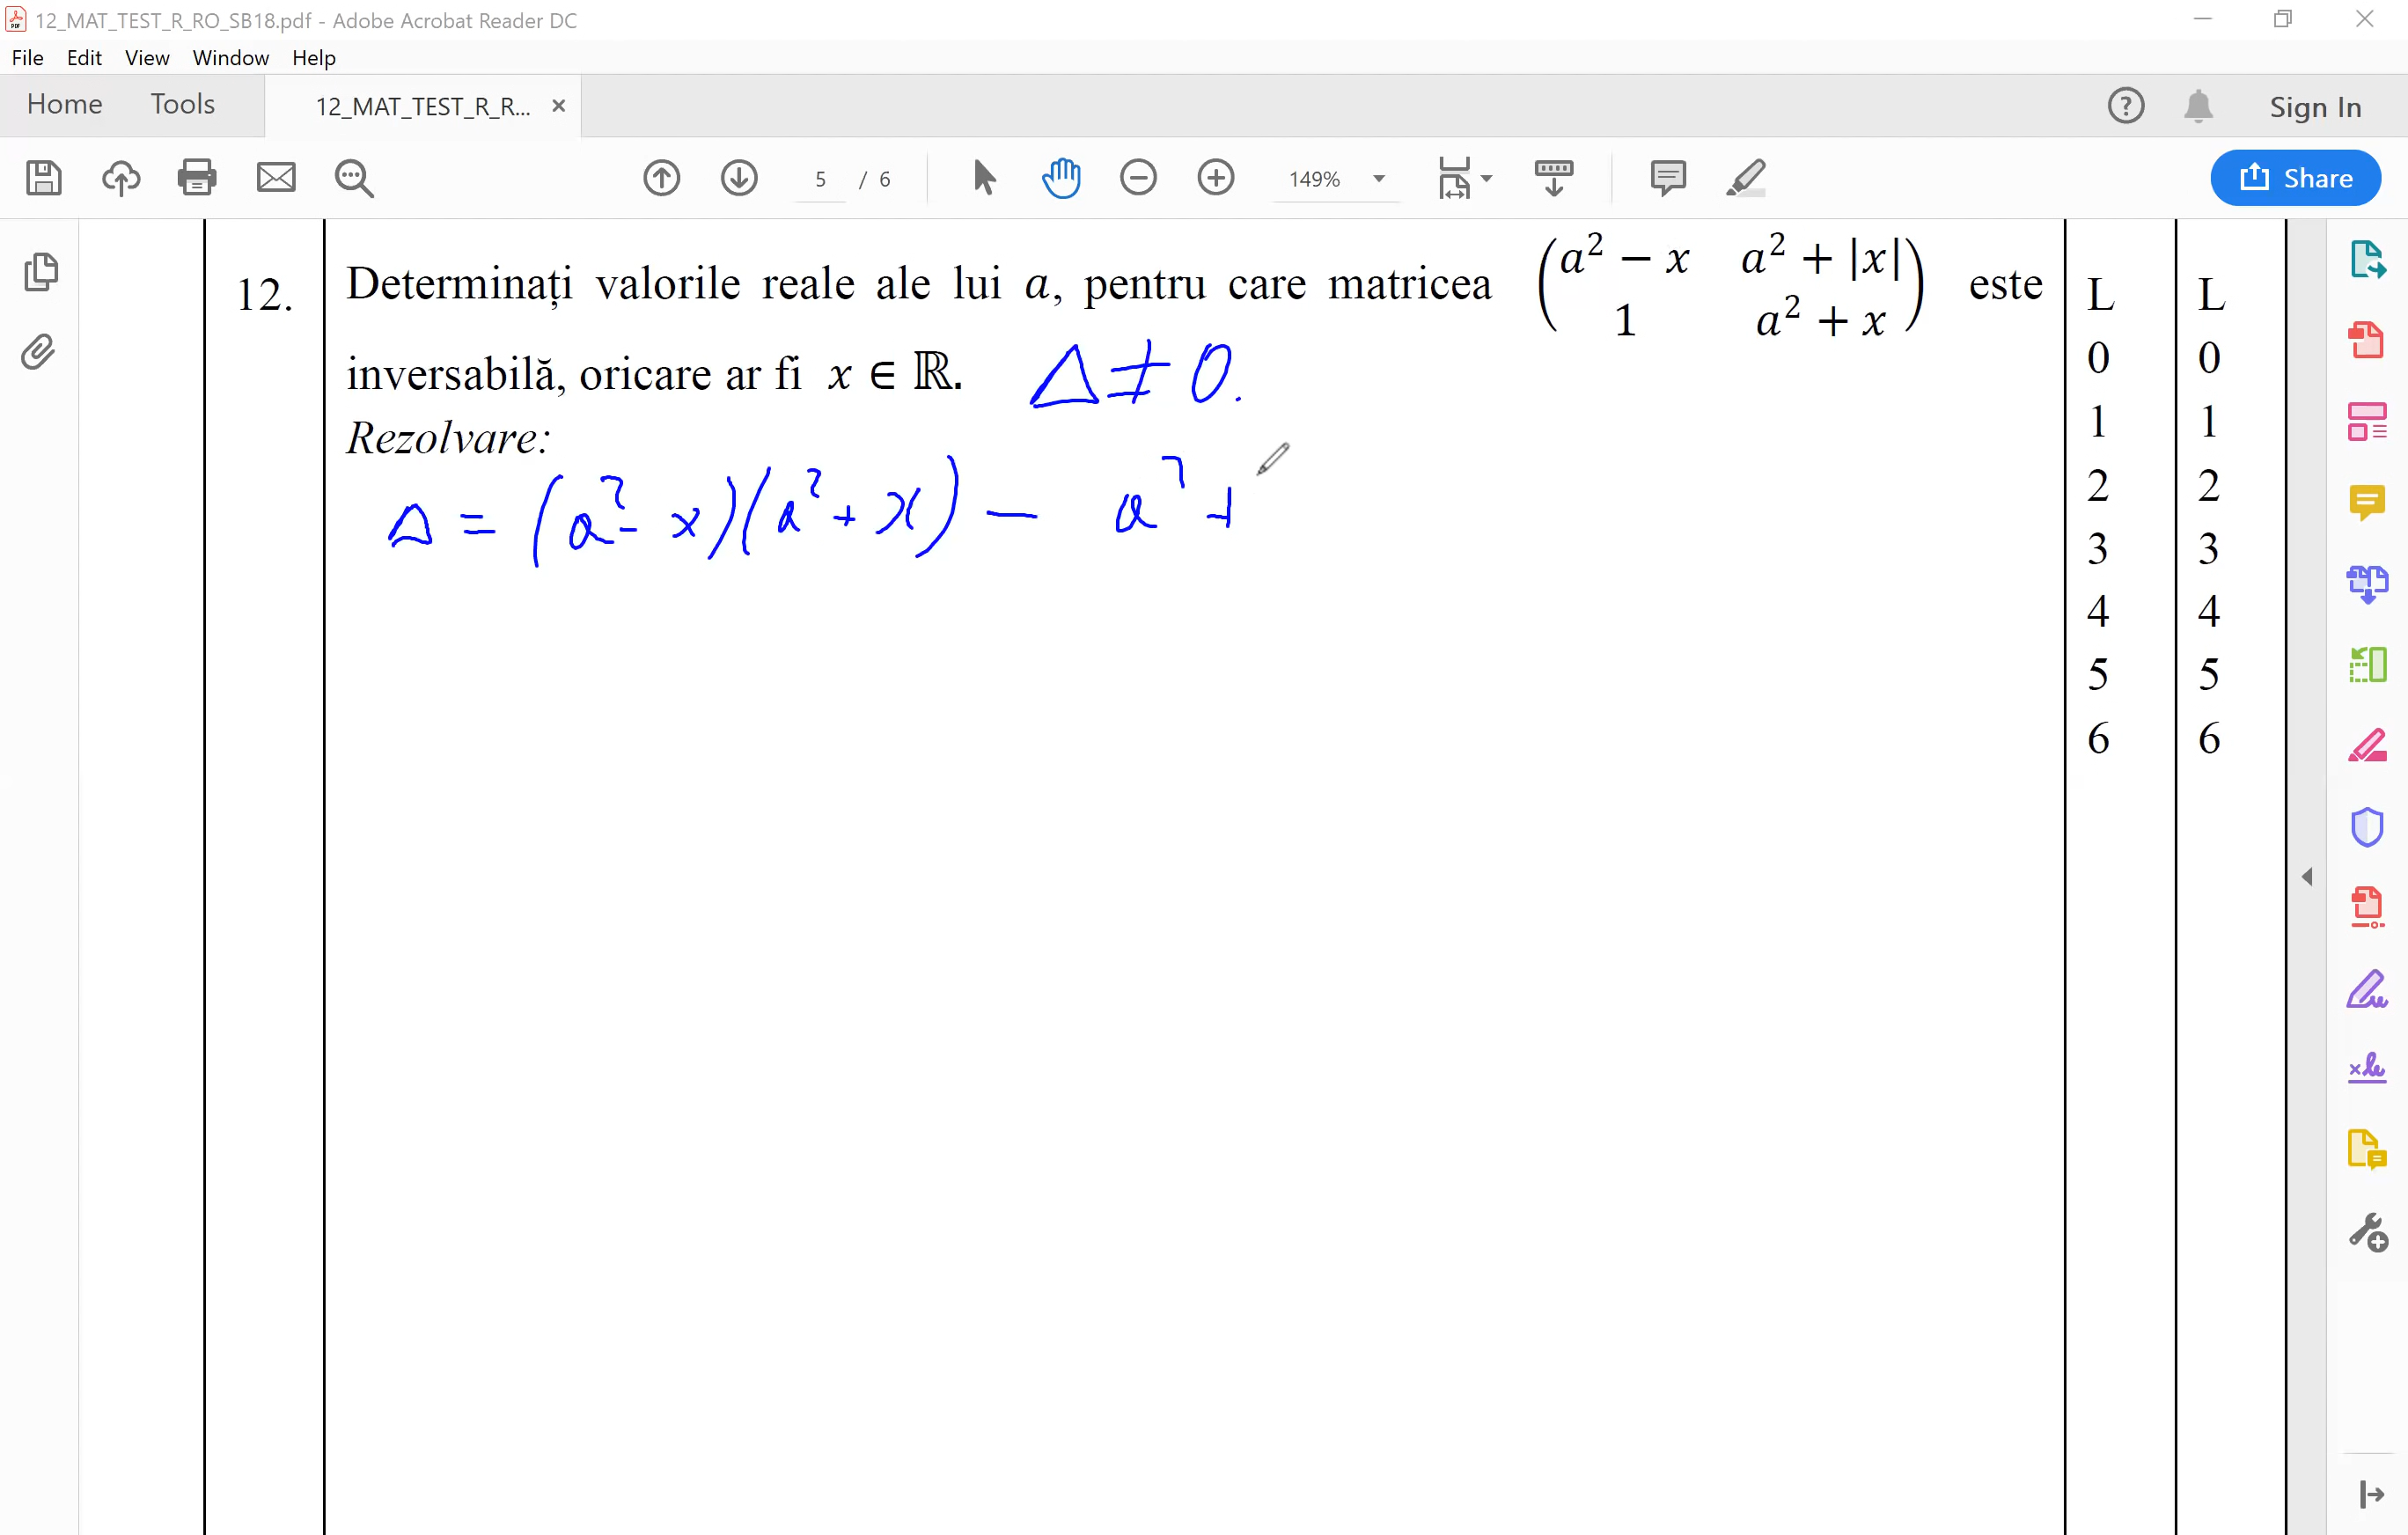 12_MAT_TEST_R_RO_SB18.pdf - Adobe Acrobat Reader DC
File Edit View Window Help
Home Tools 12_MAT_TEST_R_R... × Sign In
5 / 6 149% Share
12. Determinați valorile reale ale lui a, pentru care matricea (a² − x a² + |x| ; 1 a² + x) este
inversabilă, oricare ar fi x ∈ ℝ. Δ ≠ 0.
Rezolvare:
Δ = (a² - x)(a² + x) − a² +
L L
0 0
1 1
2 2
3 3
4 4
5 5
6 6